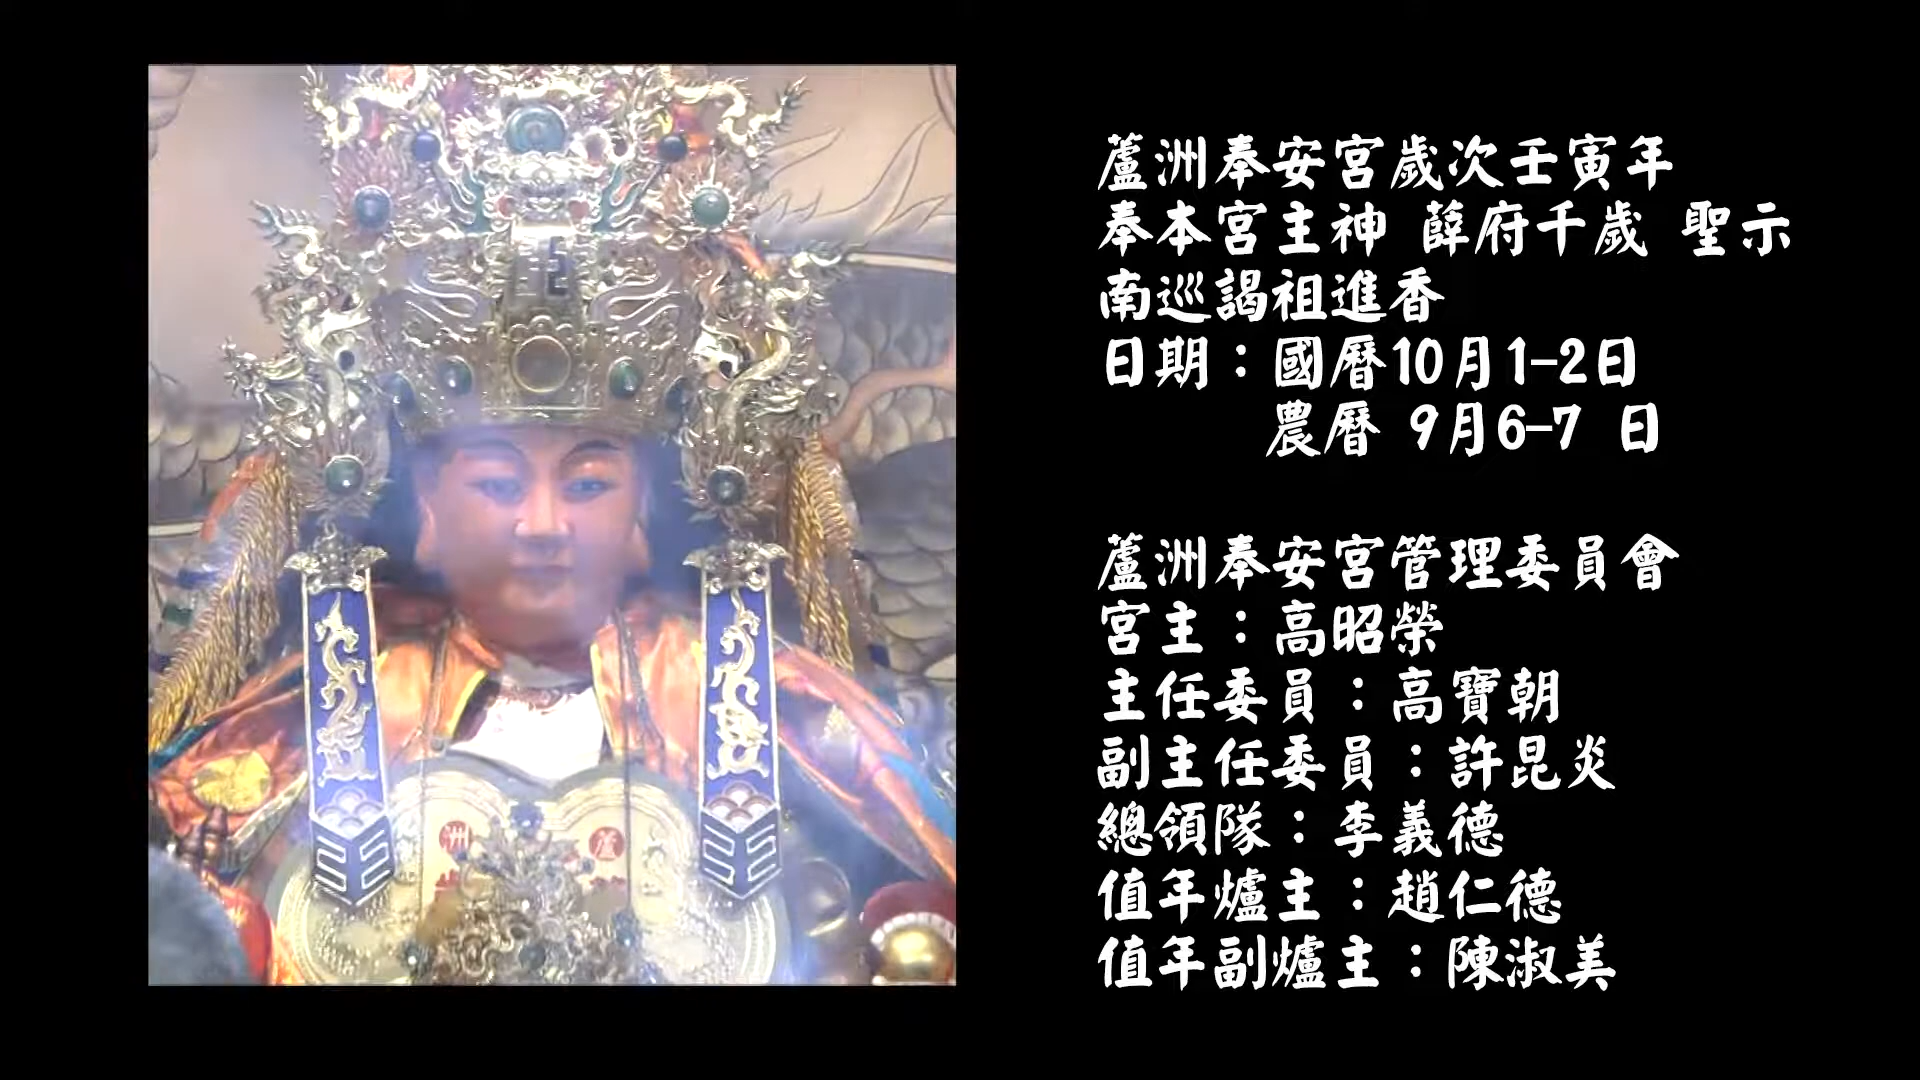 蘆洲奉安宮歲次壬寅年
奉本宮主神 薛府千歲 聖示
南巡謁祖進香
日期：國曆10月1-2日
農曆 9月6-7 日
蘆洲奉安宮管理委員會
宮主：高昭榮
主任委員：高寶朝
副主任委員：許昆炎
總領隊：李義德
值年爐主：趙仁德
值年副爐主：陳淑美
洲
蘆